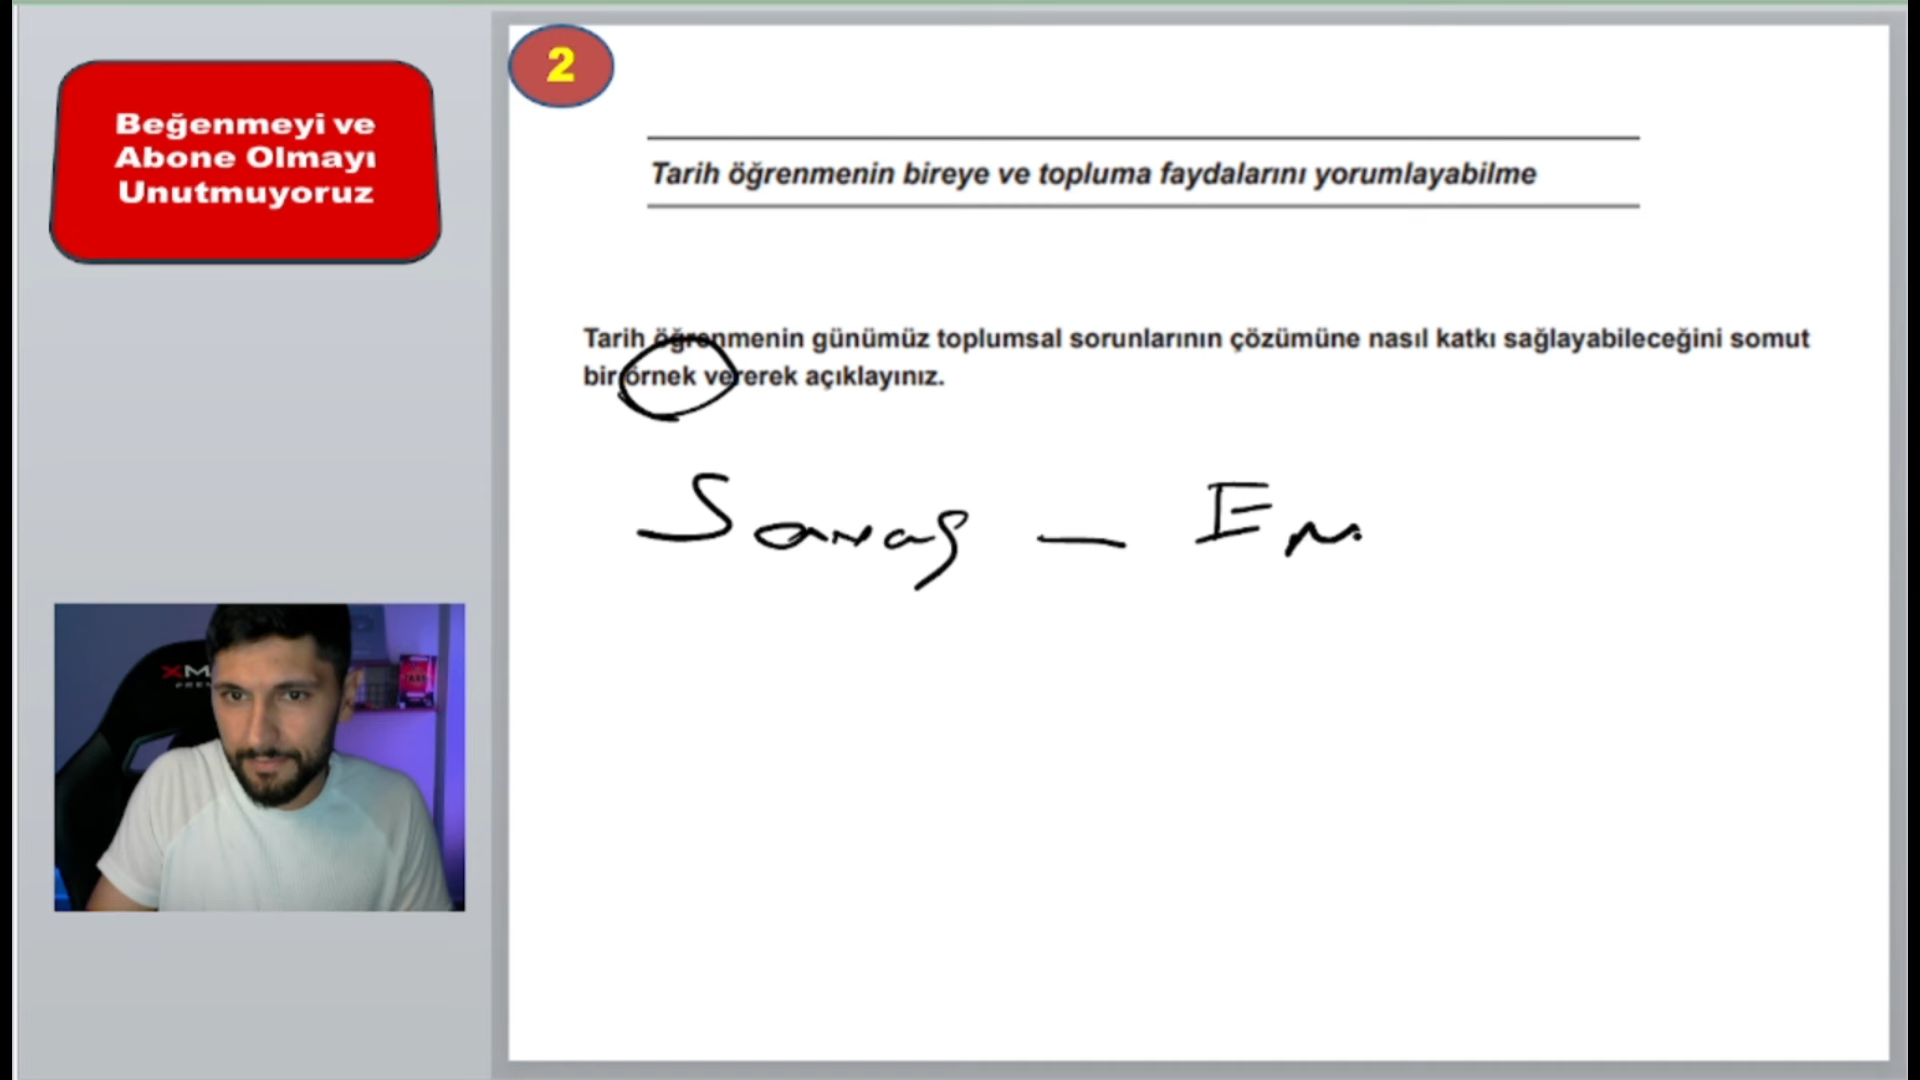 Beğenmeyi ve
Abone Olmayı
Unutmuyoruz
2
Tarih öğrenmenin bireye ve topluma faydalarını yorumlayabilme
Tarih öğrenmenin günümüz toplumsal sorunlarının çözümüne nasıl katkı sağlayabileceğini somut
bir örnek vererek açıklayınız.
Savaş –